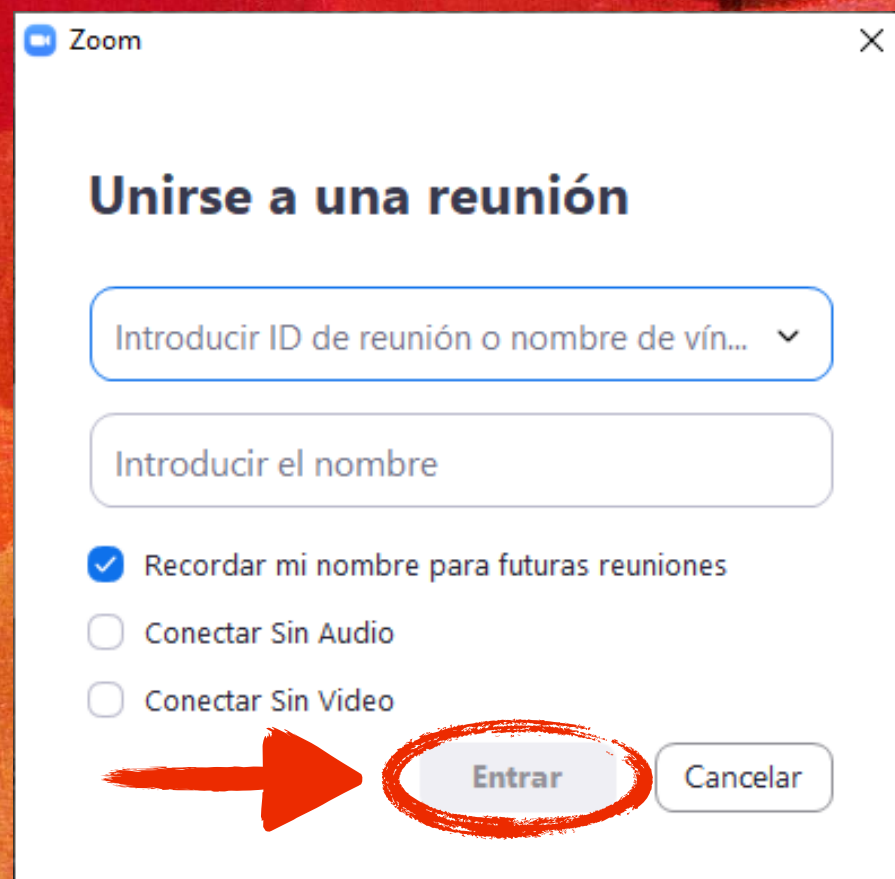 Zoom
Unirse a una reunión
Introducir ID de reunión o nombre de vín...
Introducir el nombre
Recordar mi nombre para futuras reuniones
Conectar Sin Audio
Conectar Sin Video
Entrar Cancelar